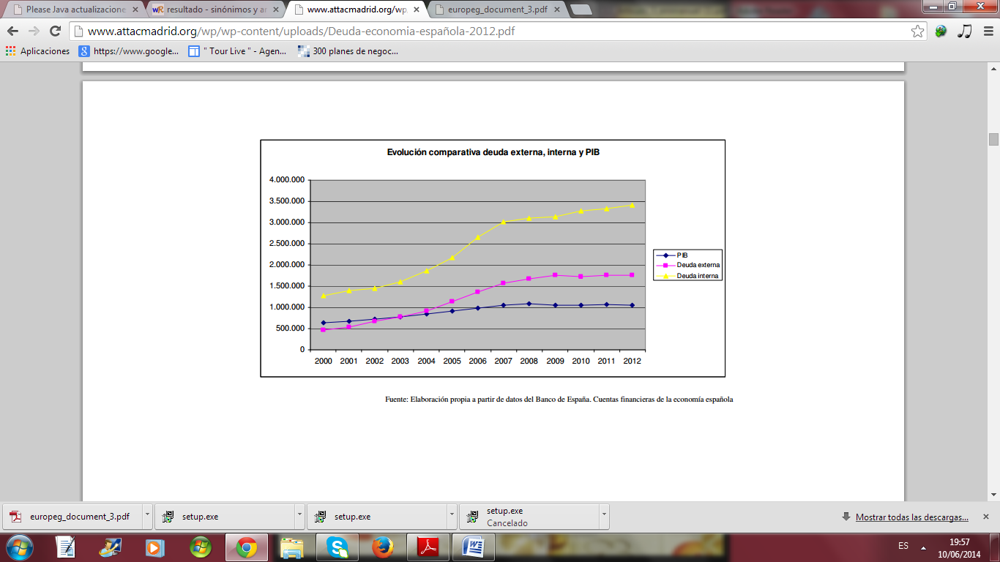 Please Java actualizacione
resultado - sinónimos y an
www.attacmadrid.org/wp
europeg_document_3.pdf
www.attacmadrid.org/wp/wp-content/uploads/Deuda-economia-española-2012.pdf
Aplicaciones
https://www.google...
" Tour Live " - Agen...
300 planes de negoc...
Evolución comparativa deuda externa, interna y PIB
4.000.000
3.500.000
3.000.000
2.500.000
2.000.000
1.500.000
1.000.000
500.000
0
2000 2001 2002 2003 2004 2005 2006 2007 2008 2009 2010 2011 2012
PIB
Deuda externa
Deuda interna
Fuente: Elaboración propia a partir de datos del Banco de España. Cuentas financieras de la economía española
europeg_document_3.pdf
setup.exe
setup.exe
setup.exe
Cancelado
Mostrar todas las descargas...
ES
19:57
10/06/2014